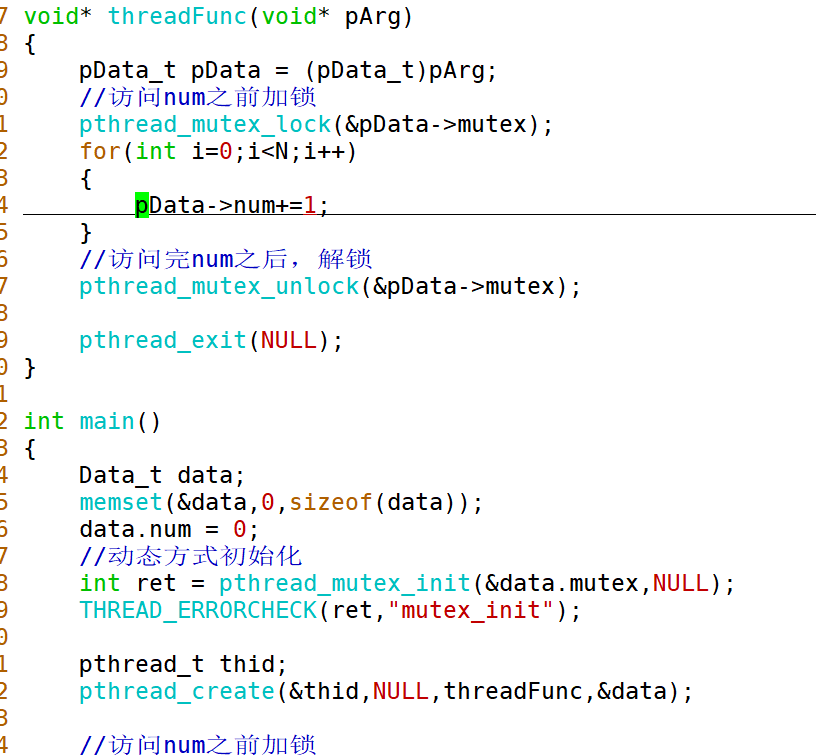 7 void* threadFunc(void* pArg)
8 {
9     pData_t pData = (pData_t)pArg;
0     //访问num之前加锁
1     pthread_mutex_lock(&pData->mutex);
2     for(int i=0;i<N;i++)
3     {
4         pData->num+=1;
5     }
6     //访问完num之后，解锁
7     pthread_mutex_unlock(&pData->mutex);
8
9     pthread_exit(NULL);
0 }
1
2 int main()
3 {
4     Data_t data;
5     memset(&data,0,sizeof(data));
6     data.num = 0;
7     //动态方式初始化
8     int ret = pthread_mutex_init(&data.mutex,NULL);
9     THREAD_ERRORCHECK(ret,"mutex_init");
0
1     pthread_t thid;
2     pthread_create(&thid,NULL,threadFunc,&data);
3
4     //访问num之前加锁